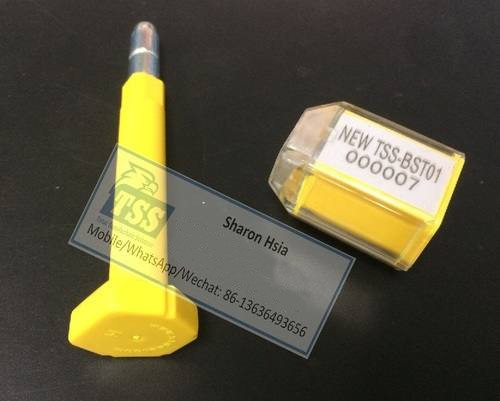 NEW TSS-BST01
000007
TSS
Sharon Hsia
Mobile/WhatsApp/Wechat: 86-13636493656